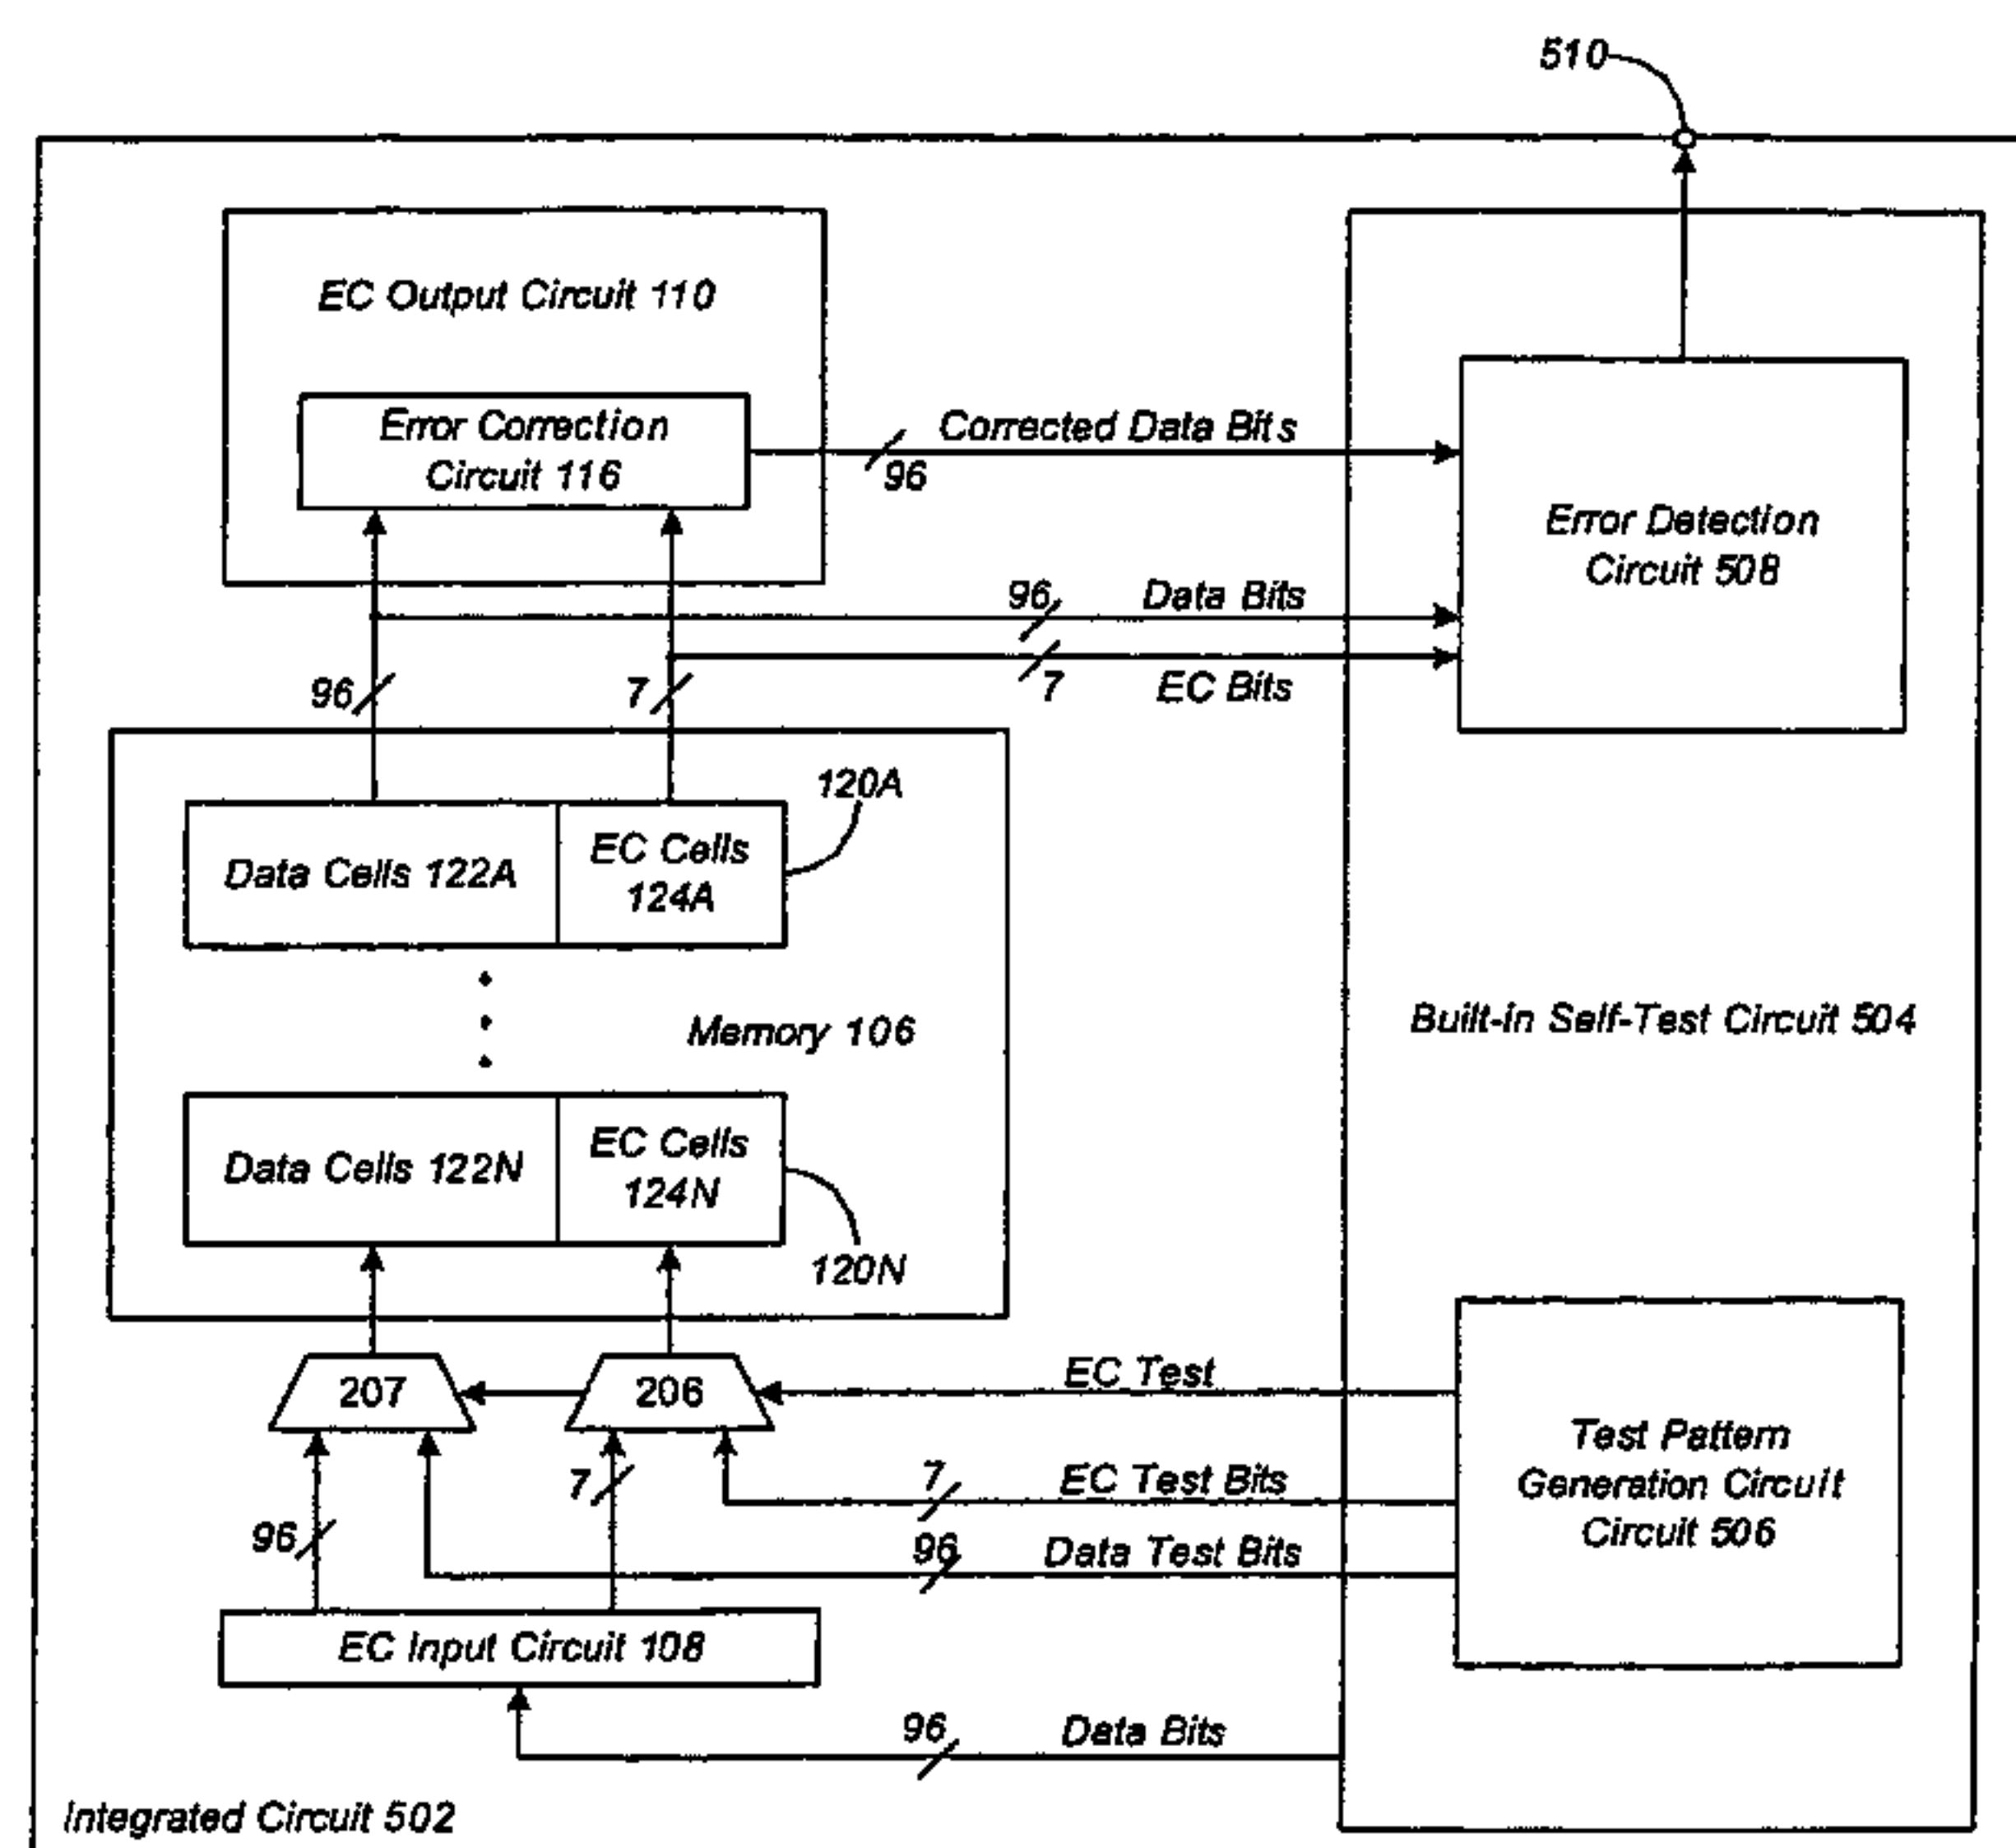 510
EC Output Circuit 110
Error Correction
Circuit 116
Corrected Data Bits
96
Error Detection
Circuit 508
96
Data Bits
7
EC Bits
96
7
120A
Data Cells 122A
EC Cells
124A
Memory 106
Built-in Self-Test Circuit 504
Data Cells 122N
EC Cells
124N
120N
207
206
EC Test
Test Pattern
Generation Circuit
Circuit 506
7
7
EC Test Bits
96
96
Data Test Bits
EC Input Circuit 108
96
Data Bits
Integrated Circuit 502